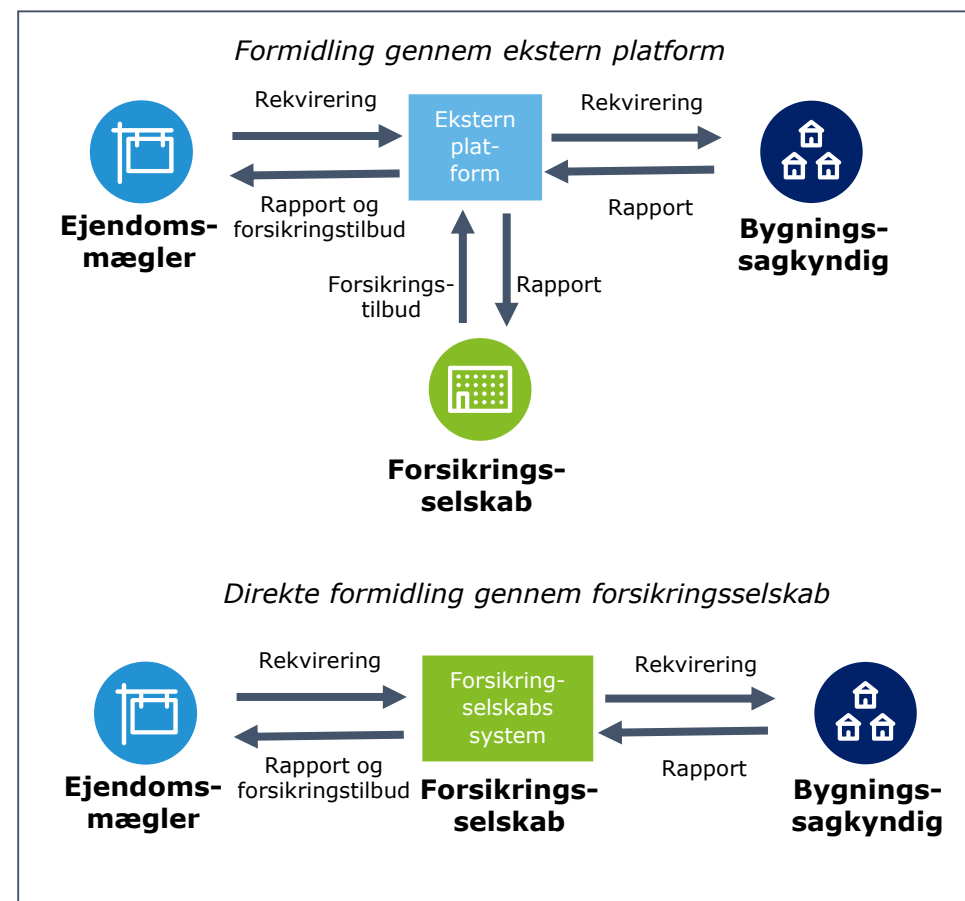 Formidling gennem ekstern platform
Rekvirering
Rekvirering
Ekstern
plat-
form
Rapport og
forsikringstilbud
Rapport
Ejendoms-
mægler
Bygnings-
sagkyndig
Forsikrings-
tilbud
Rapport
Forsikrings-
selskab
Direkte formidling gennem forsikringsselskab
Rekvirering
Rekvirering
Forsikring-
selskabs
system
Rapport og
forsikringstilbud
Rapport
Ejendoms-
mægler
Forsikrings-
selskab
Bygnings-
sagkyndig